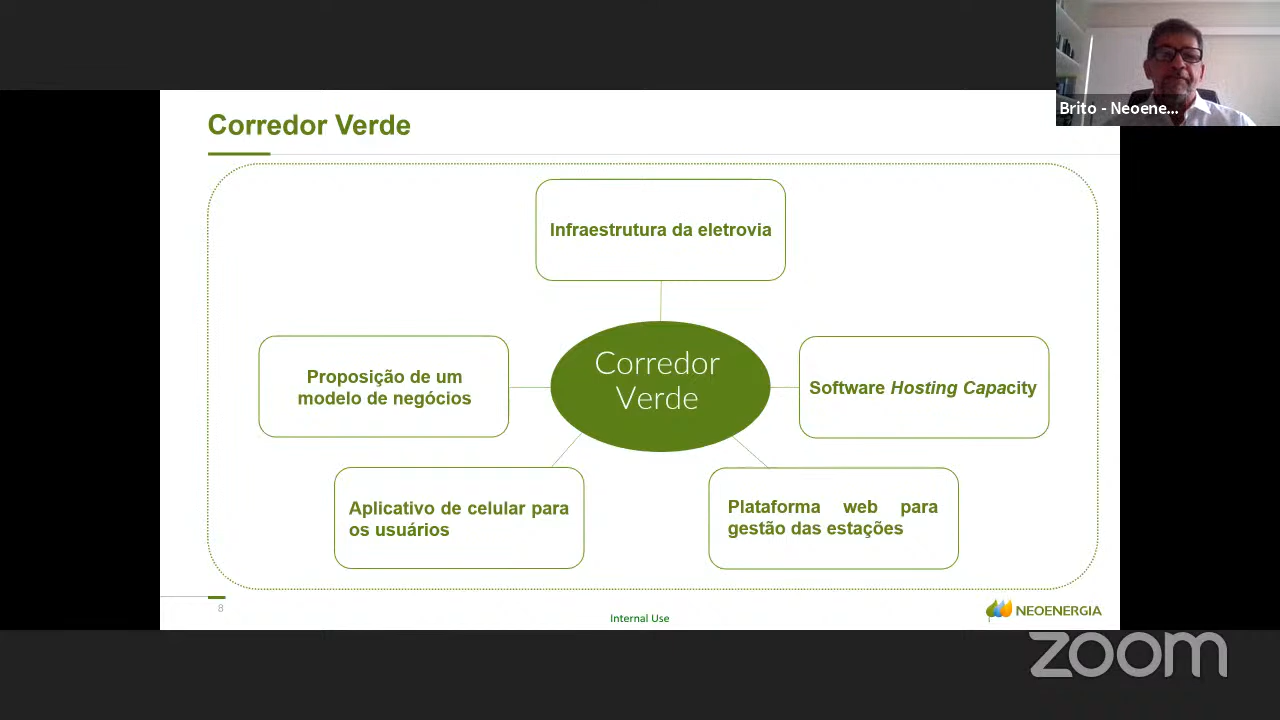 Brito - Neoene...
Corredor Verde
Infraestrutura da eletrovia
Proposição de um
modelo de negócios
Corredor
Verde
Software Hosting Capacity
Aplicativo de celular para
os usuários
Plataforma web para
gestão das estações
8
Internal Use
NEOENERGIA
zoom